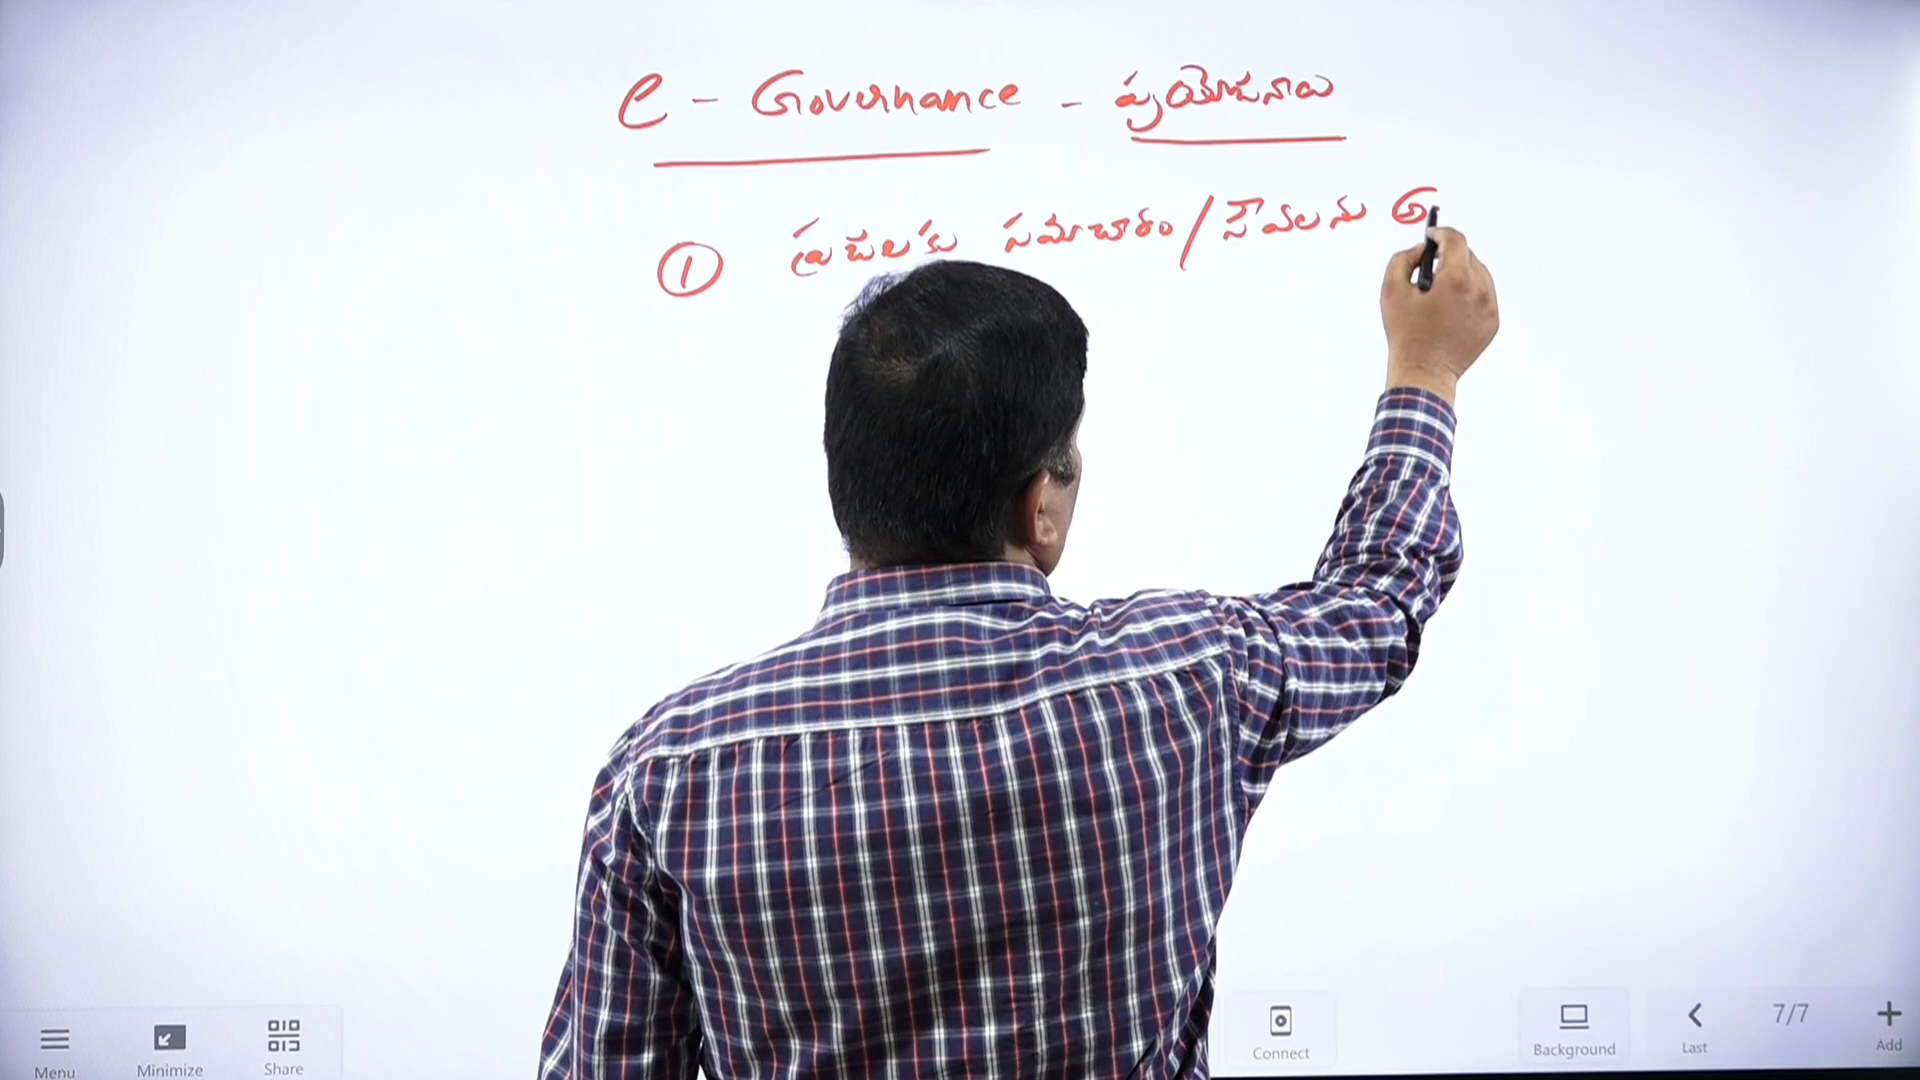 e - Governance - ప్రయోజనాలు
① ప్రజలకు సమాచారం/సేవలను అ
Menu
Minimize
Share
Connect
Background
Last
7/7
Add